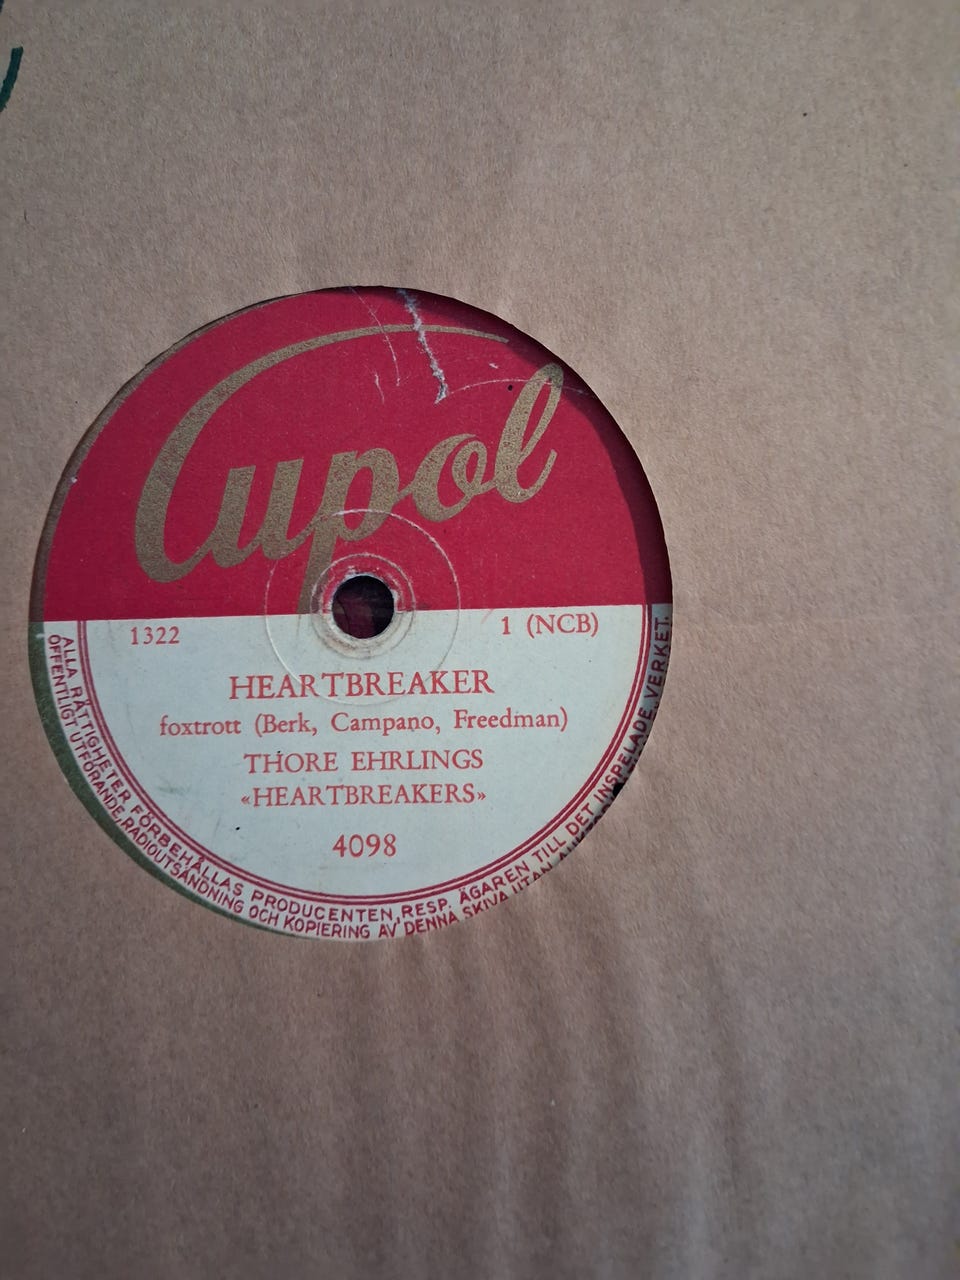 Cupol
1322
1 (NCB)
HEARTBREAKER
foxtrott (Berk, Campano, Freedman)
THORE EHRLINGS
«HEARTBREAKERS»
4098
ALLA RÄTTIGHETER FÖRBEHÅLLAS PRODUCENTEN, RESP. ÄGAREN TILL DET INSPELADE VERKET.
OFFENTLIGT UTFÖRANDE, RADIOUTSÄNDNING OCH KOPIERING AV DENNA SKIVA UTAN